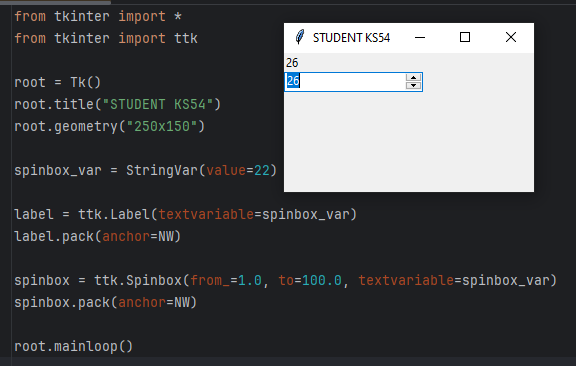 from tkinter import *
from tkinter import ttk
root = Tk()
root.title("STUDENT KS54")
root.geometry("250x150")
spinbox_var = StringVar(value=22)
label = ttk.Label(textvariable=spinbox_var)
label.pack(anchor=NW)
spinbox = ttk.Spinbox(from_=1.0, to=100.0, textvariable=spinbox_var)
spinbox.pack(anchor=NW)
root.mainloop()
STUDENT KS54
26
26